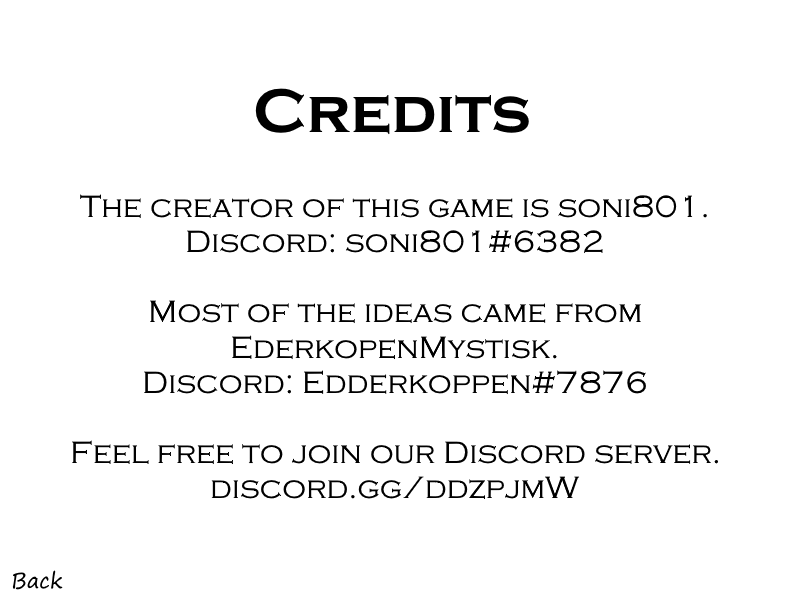 Credits
The creator of this game is soni801.
Discord: soni801#6382
Most of the ideas came from
EderkopenMystisk.
Discord: Edderkoppen#7876
Feel free to join our Discord server.
discord.gg/ddzpjmW
Back